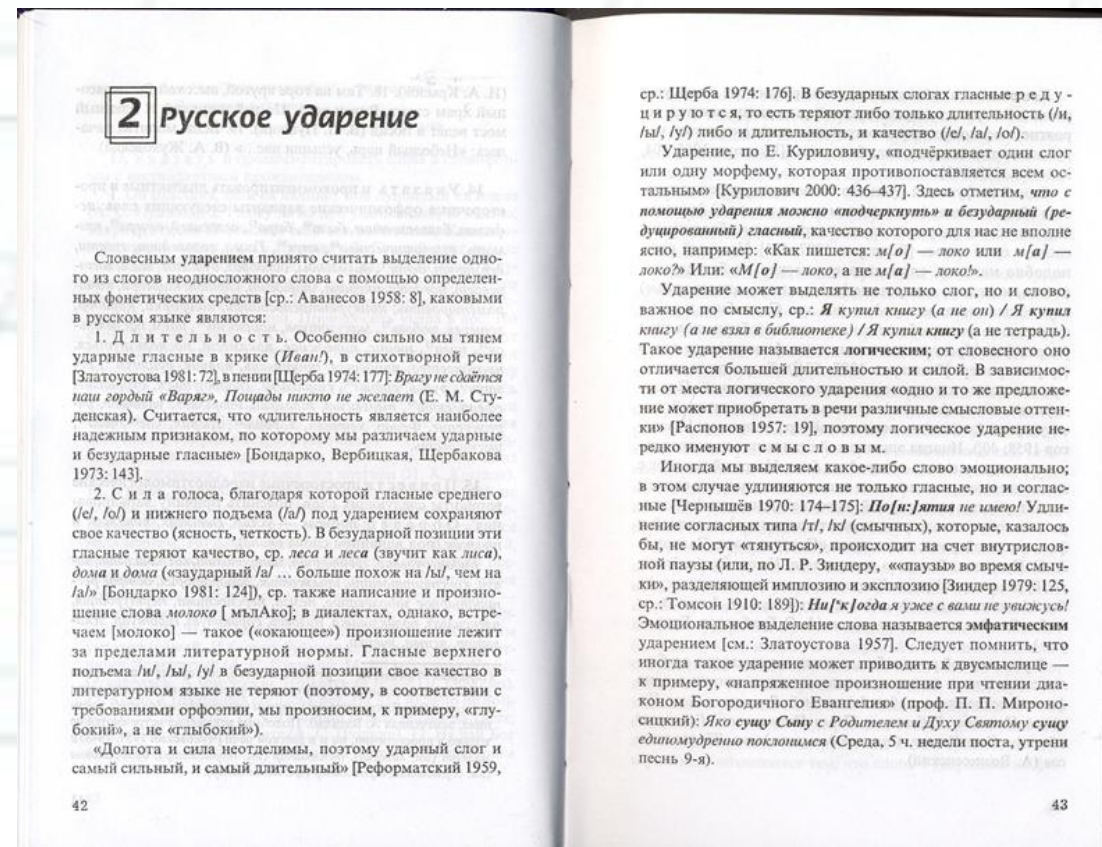 2 Русское ударение
Словесным ударением принято считать выделение одно-
го из слогов неодносложного слова с помощью определен-
ных фонетических средств [ср.: Аванесов 1958: 8], каковыми
в русском языке являются:
1. Длительность. Особенно сильно мы тянем
ударные гласные в крике (Иван!), в стихотворной речи
[Златоустова 1981: 72], в пении [Щерба 1974: 177]: Врагу не сдаётся
наш гордый «Варяг», Пощады никто не желает (Е. М. Сту-
денская). Считается, что «длительность является наиболее
надежным признаком, по которому мы различаем ударные
и безударные гласные» [Бондарко, Вербицкая, Щербакова
1973: 143].
2. Сила голоса, благодаря которой гласные среднего
(/е/, /о/) и нижнего подъема (/а/) под ударением сохраняют
свое качество (ясность, четкость). В безударной позиции эти
гласные теряют качество, ср. леса и леса (звучит как лиса),
дома и дома («заударный /а/ ... больше похож на /ы/, чем на
/а/» [Бондарко 1981: 124]), ср. также написание и произно-
шение слова молоко [ мълАко]; в диалектах, однако, встре-
чаем [молоко] — такое («окающее») произношение лежит
за пределами литературной нормы. Гласные верхнего
подъема /и/, /ы/, /у/ в безударной позиции свое качество в
литературном языке не теряют (поэтому, в соответствии с
требованиями орфоэпии, мы произносим, к примеру, «глу-
бокий», а не «глыбокий»).
«Долгота и сила неотделимы, поэтому ударный слог и
самый сильный, и самый длительный» [Реформатский 1959,
42
ср.: Щерба 1974: 176]. В безударных слогах гласные реду-
цируются, то есть теряют либо только длительность (/и/,
/ы/, /у/) либо и длительность, и качество (/е/, /а/, /о/).
Ударение, по Е. Куриловичу, «подчёркивает один слог
или одну морфему, которая противопоставляется всем ос-
тальным» [Курилович 2000: 436–437]. Здесь отметим, что с
помощью ударения можно «подчеркнуть» и безударный (ре-
дуцированный) гласный, качество которого для нас не вполне
ясно, например: «Как пишется: м[о] — локо или м[а] —
локо?» Или: «М[о] — локо, а не м[а] — локо!».
Ударение может выделять не только слог, но и слово,
важное по смыслу, ср.: Я купил книгу (а не он) / Я купил
книгу (а не взял в библиотеке) / Я купил книгу (а не тетрадь).
Такое ударение называется логическим; от словесного оно
отличается большей длительностью и силой. В зависимос-
ти от места логического ударения «одно и то же предложе-
ние может приобретать в речи различные смысловые оттен-
ки» [Распопов 1957: 19], поэтому логическое ударение не-
редко именуют смысловым.
Иногда мы выделяем какое-либо слово эмоционально;
в этом случае удлиняются не только гласные, но и соглас-
ные [Чернышёв 1970: 174–175]: По[н:]ятия не имею! Удли-
нение согласных типа /т/, /к/ (смычных), которые, казалось
бы, не могут «тянуться», происходит на счет внутрислов-
ной паузы (или, по Л. Р. Зиндеру, ««паузы» во время смыч-
ки», разделяющей имплозию и эксплозию [Зиндер 1979: 125,
ср.: Томсон 1910: 189]): Ни[ᵏк]огда я уже с вами не увижусь!
Эмоциональное выделение слова называется эмфатическим
ударением [см.: Златоустова 1957]. Следует помнить, что
иногда такое ударение может приводить к двусмыслице —
к примеру, «напряженное произношение при чтении диа-
коном Богородичного Евангелия» (проф. П. П. Мироно-
сицкий): Яко сущу Сыну с Родителем и Духу Святому сущу
единомудренно поклонимся (Среда, 5 ч. недели поста, утрени
песнь 9-я).
43